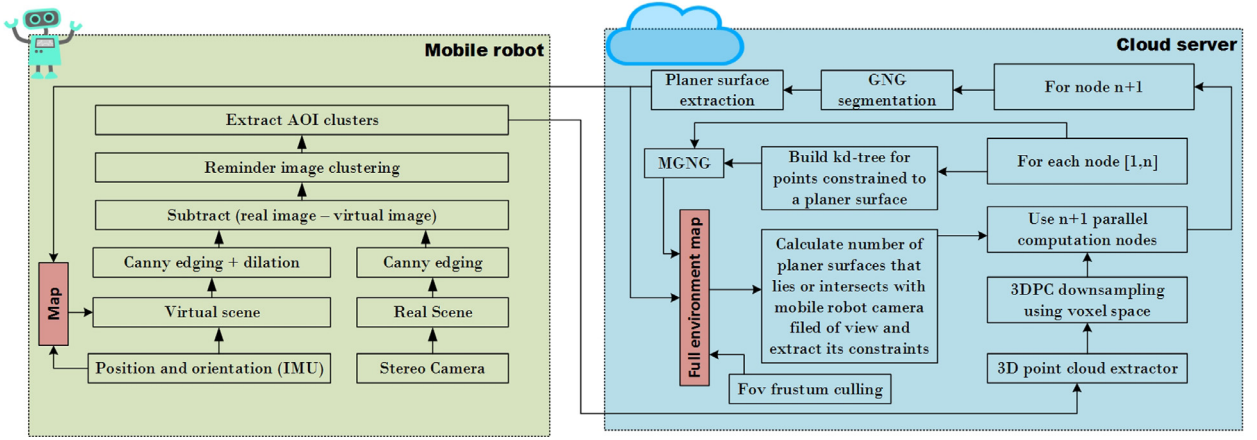 Mobile robot
Extract AOI clusters
Reminder image clustering
Subtract (real image – virtual image)
Canny edging + dilation
Canny edging
Map
Virtual scene
Real Scene
Position and orientation (IMU)
Stereo Camera
Cloud server
Planer surface
extraction
GNG
segmentation
For node n+1
MGNG
Build kd-tree for
points constrained to
a planer surface
For each node [1,n]
Full environment map
Calculate number of
planer surfaces that
lies or intersects with
mobile robot camera
filed of view and
extract its constraints
Use n+1 parallel
computation nodes
3DPC downsampling
using voxel space
3D point cloud extractor
Fov frustum culling